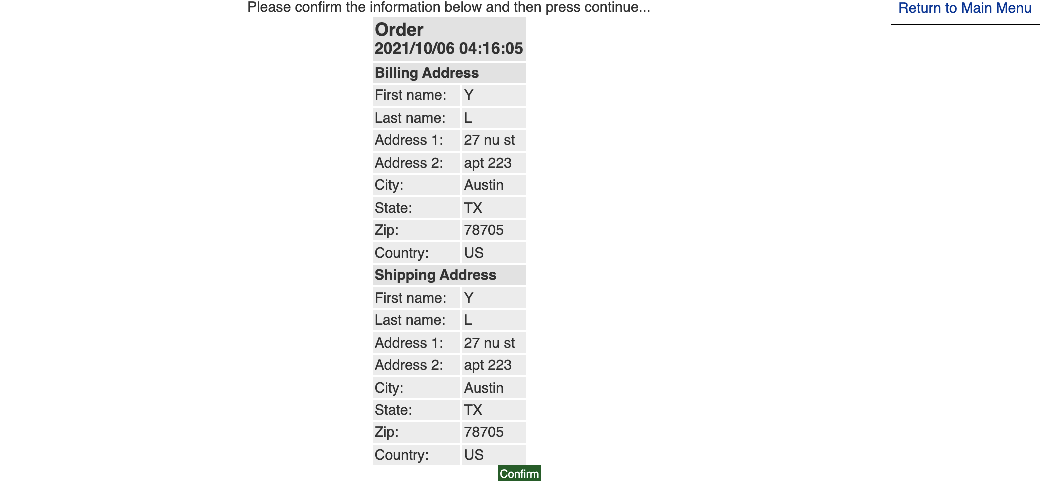 Please confirm the information below and then press continue...
Return to Main Menu
Order
2021/10/06 04:16:05
Billing Address
First name: Y
Last name: L
Address 1: 27 nu st
Address 2: apt 223
City: Austin
State: TX
Zip: 78705
Country: US
Shipping Address
First name: Y
Last name: L
Address 1: 27 nu st
Address 2: apt 223
City: Austin
State: TX
Zip: 78705
Country: US
Confirm